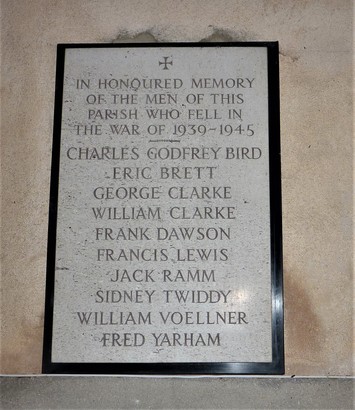 IN HONOURED MEMORY
OF THE MEN OF THIS
PARISH WHO FELL IN
THE WAR OF 1939-1945
CHARLES GODFREY BIRD
ERIC BRETT
GEORGE CLARKE
WILLIAM CLARKE
FRANK DAWSON
FRANCIS LEWIS
JACK RAMM
SIDNEY TWIDDY
WILLIAM VOELLNER
FRED YARHAM